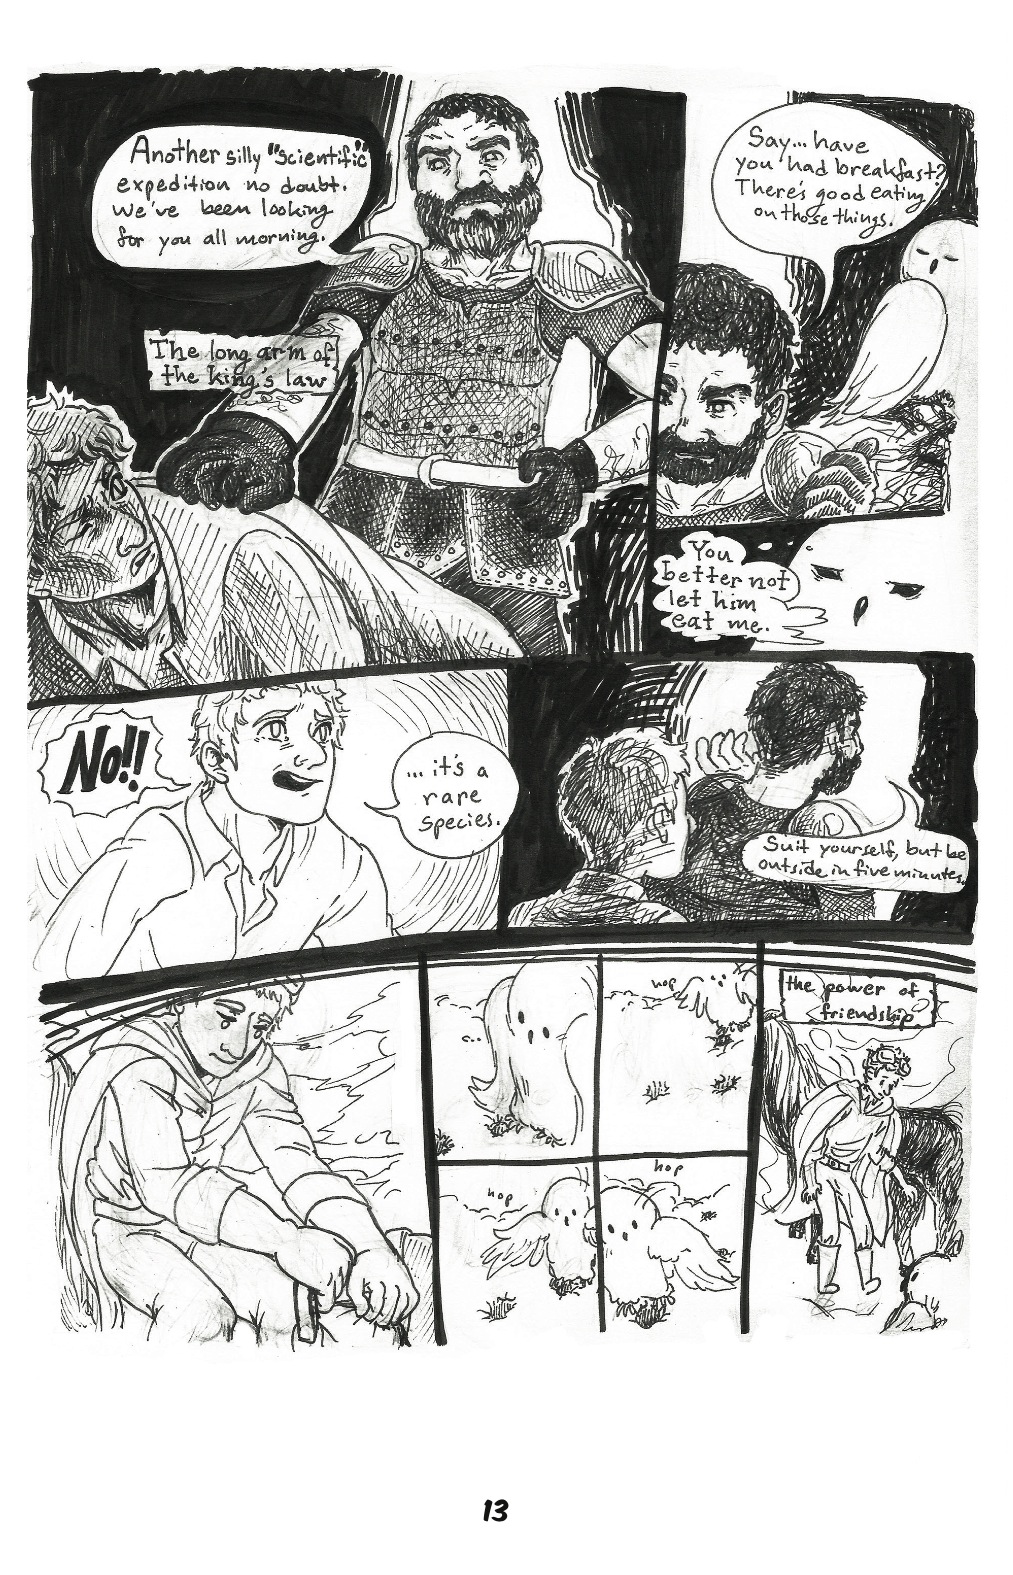 Another silly "scientific"
expedition no doubt.
We've been looking
for you all morning.
The long arm of
the king's law
Say... have
you had breakfast?
There's good eating
on those things.
You
better not
let him
eat me.
No!!
... it's a
rare
species.
Suit yourself, but be
outside in five minutes.
hop
hop
hop
the power of
friendship.
13